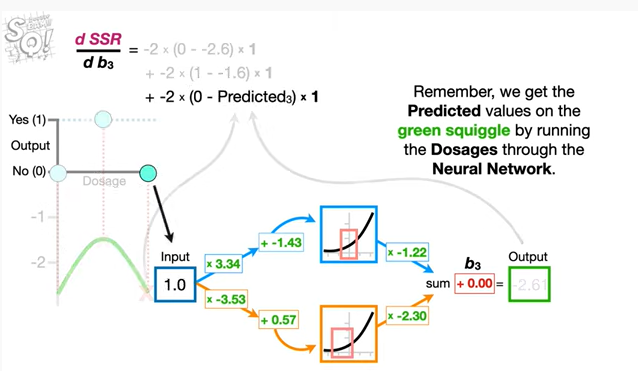 StatQuest!
d SSR
d b₃
= -2 × (0 - -2.6) × 1
+ -2 × (1 - -1.6) × 1
+ -2 × (0 - Predicted₃) × 1
Remember, we get the
Predicted values on the
green squiggle by running
the Dosages through the
Neural Network.
Yes (1)
Output
No (0)
Dosage
-1
-2
Input
1.0
× 3.34
+ -1.43
× -1.22
× -3.53
+ 0.57
× -2.30
b₃
sum + 0.00 =
Output
-2.61